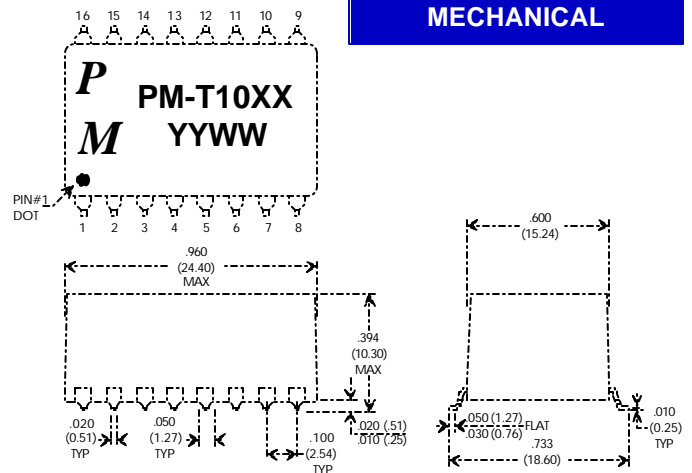 MECHANICAL
16 15 14 13 12 11 10 9
P
M
PM-T10XX
YYWW
PIN#1
DOT
1 2 3 4 5 6 7 8
.960
(24.40)
MAX
.600
(15.24)
.394
(10.30)
MAX
.020
(0.51)
TYP
.050
(1.27)
TYP
.100
(2.54)
TYP
.020 (.51)
.010 (.25)
.050 (1.27)
.030 (0.76)
FLAT
.010
(0.25)
TYP
.733
(18.60)